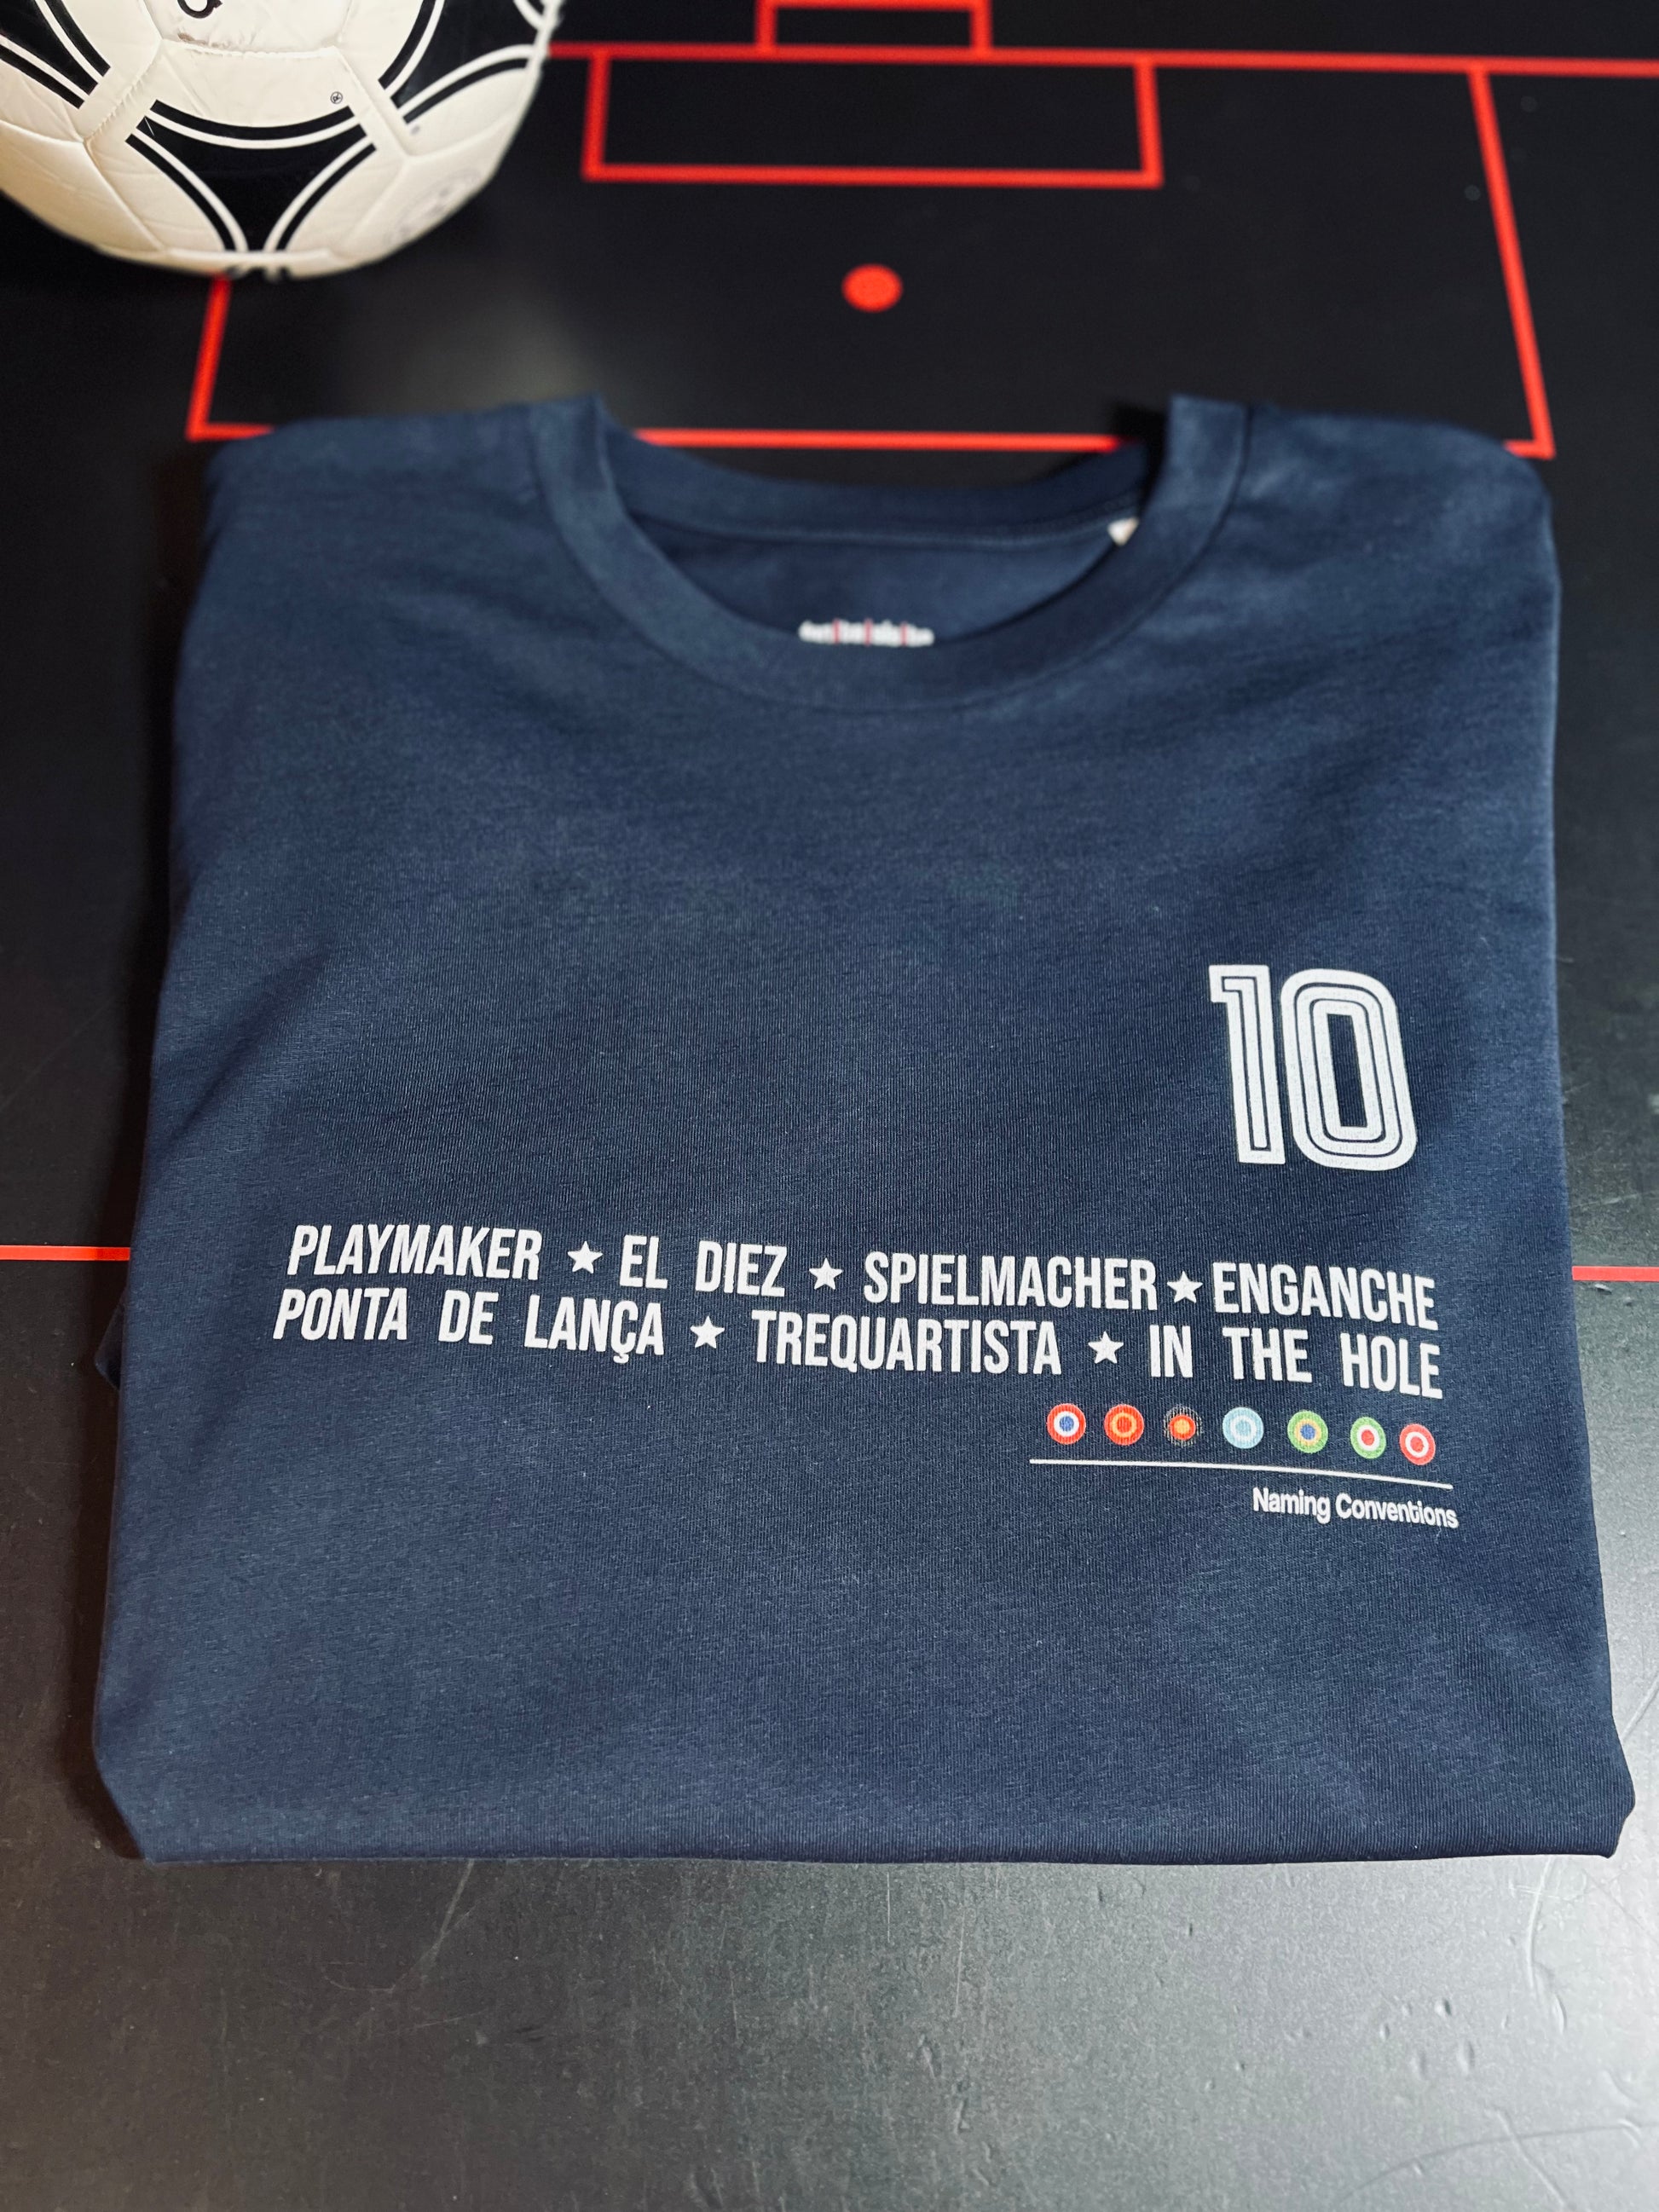 10
PLAYMAKER ★ EL DIEZ ★ SPIELMACHER ★ ENGANCHE
PONTA DE LANÇA ★ TREQUARTISTA ★ IN THE HOLE
Naming Conventions